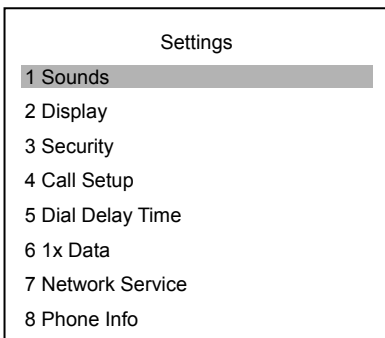 Settings
1 Sounds
2 Display
3 Security
4 Call Setup
5 Dial Delay Time
6 1x Data
7 Network Service
8 Phone Info